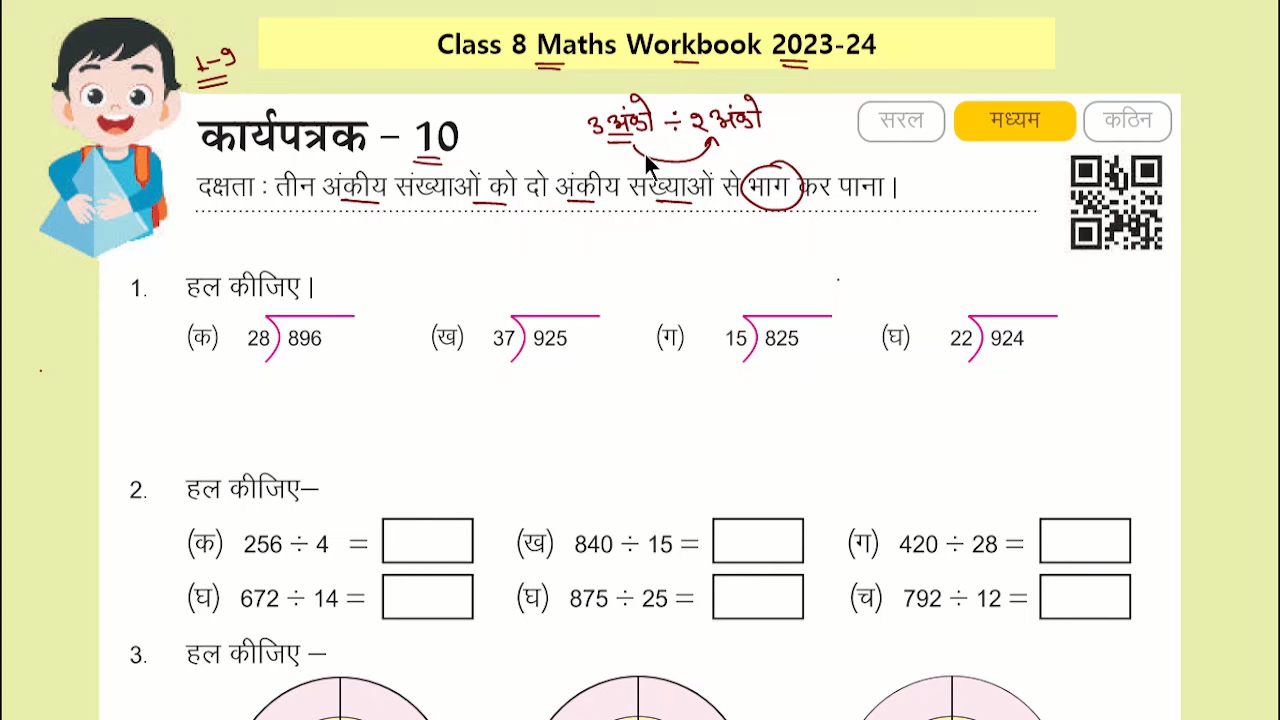 Class 8 Maths Workbook 2023-24
1-9
कार्यपत्रक – 10
3 अंको ÷ 2 अंको
सरल
मध्यम
कठिन
दक्षता : तीन अंकीय संख्याओं को दो अंकीय संख्याओं से भाग कर पाना।
1. हल कीजिए।
(क) 28)896 (ख) 37)925 (ग) 15)825 (घ) 22)924
2. हल कीजिए–
(क) 256 ÷ 4 = (ख) 840 ÷ 15 = (ग) 420 ÷ 28 =
(घ) 672 ÷ 14 = (घ) 875 ÷ 25 = (च) 792 ÷ 12 =
3. हल कीजिए –